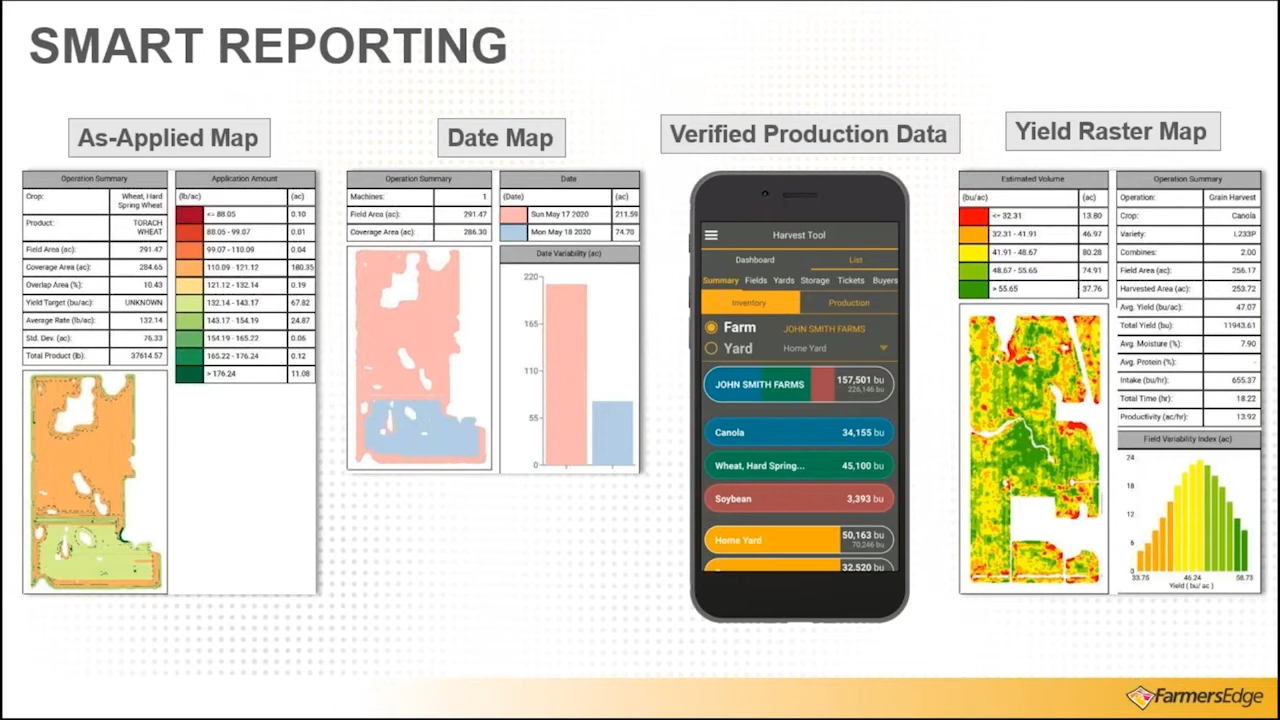 SMART REPORTING
As-Applied Map
Operation Summary
Crop: Wheat, Hard Spring Wheat
Product: TORACH WHEAT
Field Area (ac): 291.47
Coverage Area (ac): 284.65
Overlap Area (%): 10.43
Yield Target (bu/ac): UNKNOWN
Average Rate (lb/ac): 132.14
Std. Dev. (ac): 76.33
Total Product (lb): 37614.57
Application Amount
(lb/ac) (ac)
<= 88.05 0.10
88.05 - 99.07 0.01
99.07 - 110.09 0.04
110.09 - 121.12 180.35
121.12 - 132.14 0.19
132.14 - 143.17 67.82
143.17 - 154.19 24.87
154.19 - 165.22 0.06
165.22 - 176.24 0.12
> 176.24 11.08
Date Map
Operation Summary
Machines: 1
Field Area (ac): 291.47
Coverage Area (ac): 286.30
Date
(Date) (ac)
Sun May 17 2020 211.59
Mon May 18 2020 74.70
Date Variability (ac)
220
165
110
55
0
Verified Production Data
Harvest Tool
Dashboard List
Summary Fields Yards Storage Tickets Buyers
Inventory Production
Farm JOHN SMITH FARMS
Yard Home Yard
JOHN SMITH FARMS 157,501 bu
226,146 bu
Canola 34,155 bu
Wheat, Hard Spring... 45,100 bu
Soybean 3,393 bu
Home Yard 50,163 bu
70,246 bu
32,520 bu
Yield Raster Map
Estimated Volume
(bu/ac) (ac)
<= 32.31 13.80
32.31 - 41.91 46.97
41.91 - 48.67 80.28
48.67 - 55.65 74.91
> 55.65 37.76
Operation Summary
Operation: Grain Harvest
Crop: Canola
Variety: L233P
Combines: 2.00
Field Area (ac): 256.17
Harvested Area (ac): 253.72
Avg. Yield (bu/ac): 47.07
Total Yield (bu): 11943.61
Avg. Moisture (%): 7.90
Avg. Protein (%): -
Intake (bu/hr): 655.37
Total Time (hr): 18.22
Productivity (ac/hr): 13.92
Field Variability Index (ac)
24
18
12
6
0
33.76 46.24 58.73
Yield ( bu/ ac )
FarmersEdge